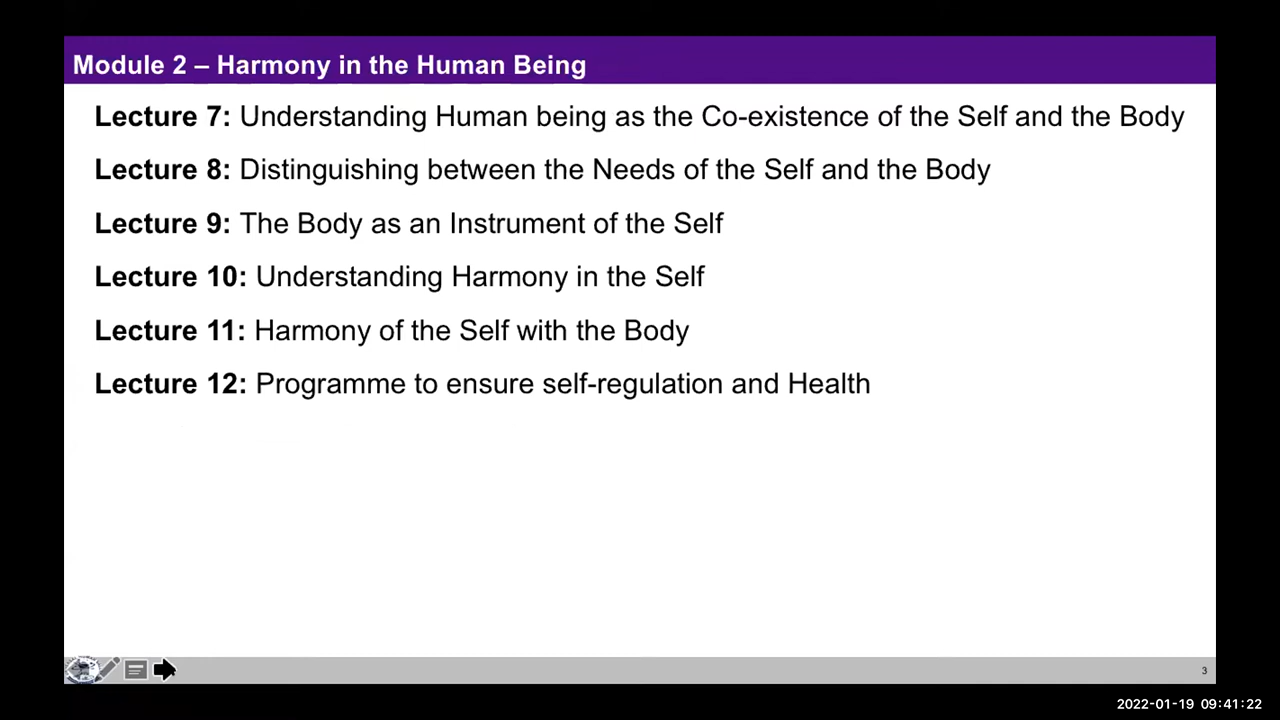 Module 2 – Harmony in the Human Being
Lecture 7: Understanding Human being as the Co-existence of the Self and the Body
Lecture 8: Distinguishing between the Needs of the Self and the Body
Lecture 9: The Body as an Instrument of the Self
Lecture 10: Understanding Harmony in the Self
Lecture 11: Harmony of the Self with the Body
Lecture 12: Programme to ensure self-regulation and Health
3
2022-01-19 09:41:22